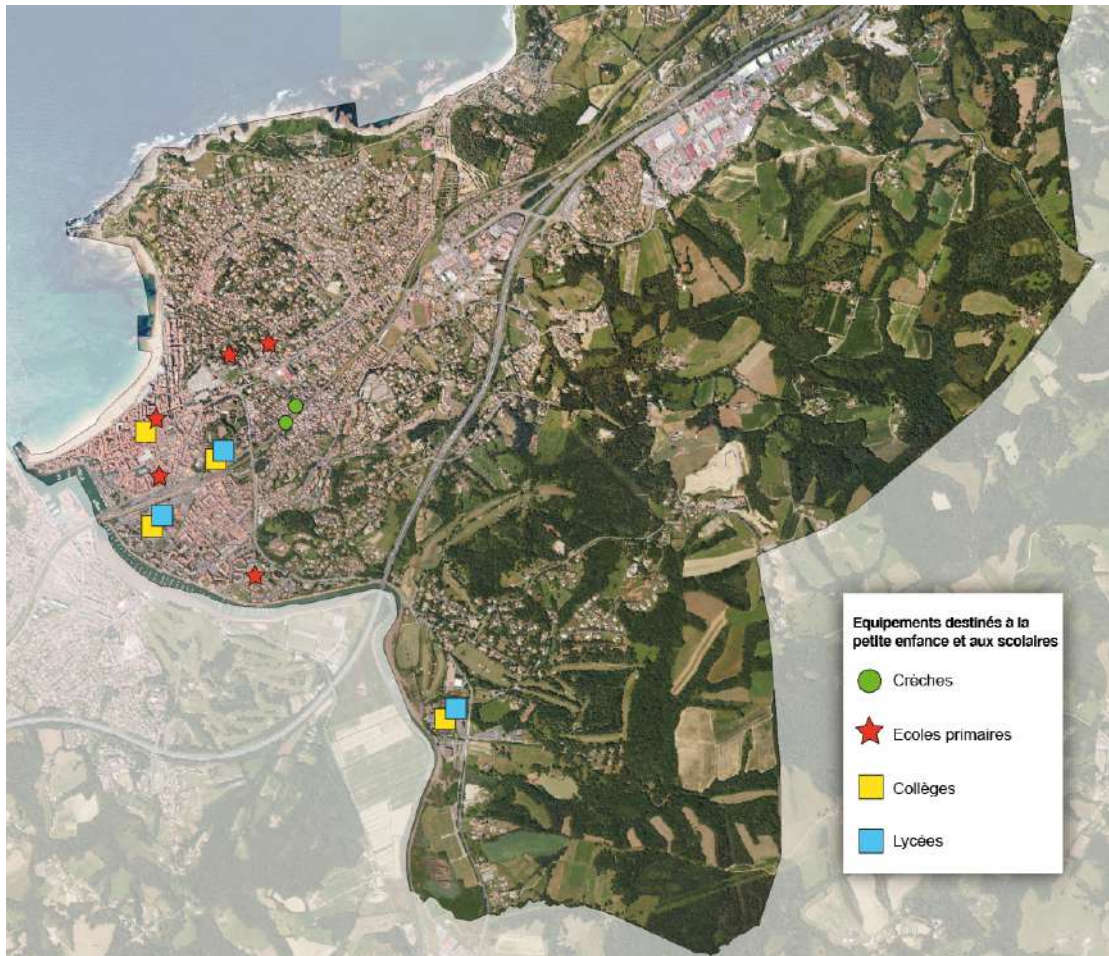 Equipements destinés à la
petite enfance et aux scolaires
Crèches
Ecoles primaires
Collèges
Lycées